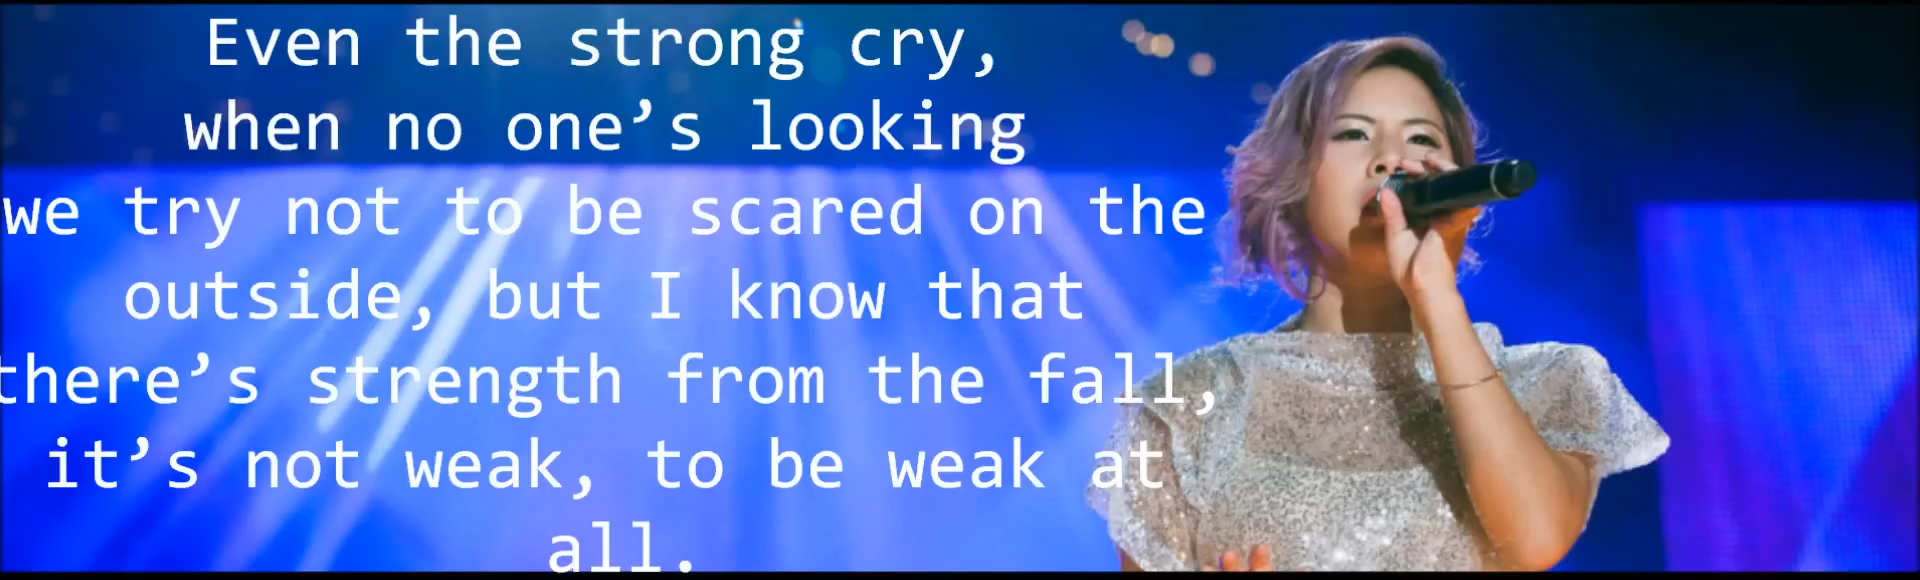 Even the strong cry,
when no one’s looking
we try not to be scared on the
outside, but I know that
there’s strength from the fall,
it’s not weak, to be weak at
all.